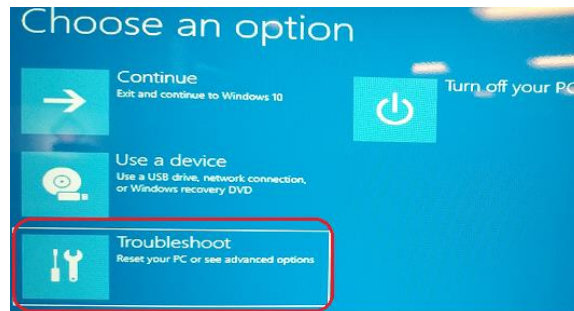 Choose an option
Continue
Exit and continue to Windows 10
Turn off your PC
Use a device
Use a USB drive, network connection,
or Windows recovery DVD
Troubleshoot
Reset your PC or see advanced options